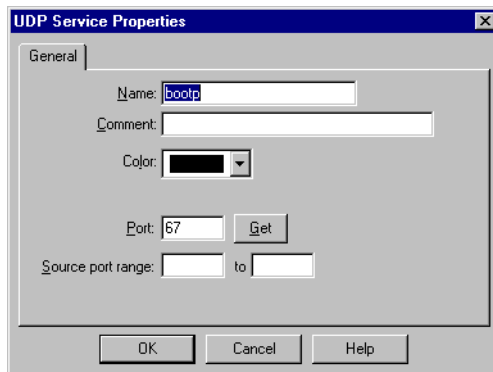 UDP Service Properties
General
Name: bootp
Comment:
Color:
Port: 67 Get
Source port range: to
OK Cancel Help